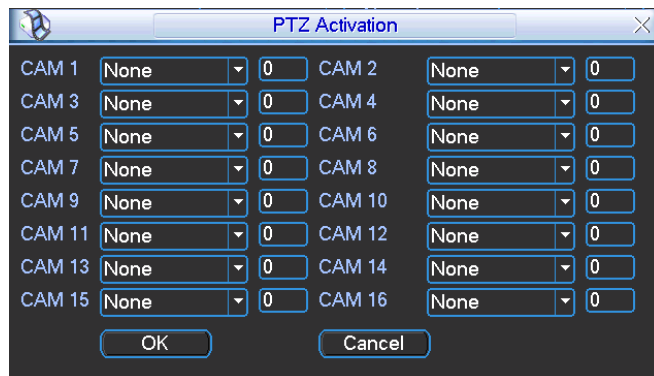 PTZ Activation
CAM 1 None 0 CAM 2 None 0
CAM 3 None 0 CAM 4 None 0
CAM 5 None 0 CAM 6 None 0
CAM 7 None 0 CAM 8 None 0
CAM 9 None 0 CAM 10 None 0
CAM 11 None 0 CAM 12 None 0
CAM 13 None 0 CAM 14 None 0
CAM 15 None 0 CAM 16 None 0
OK Cancel